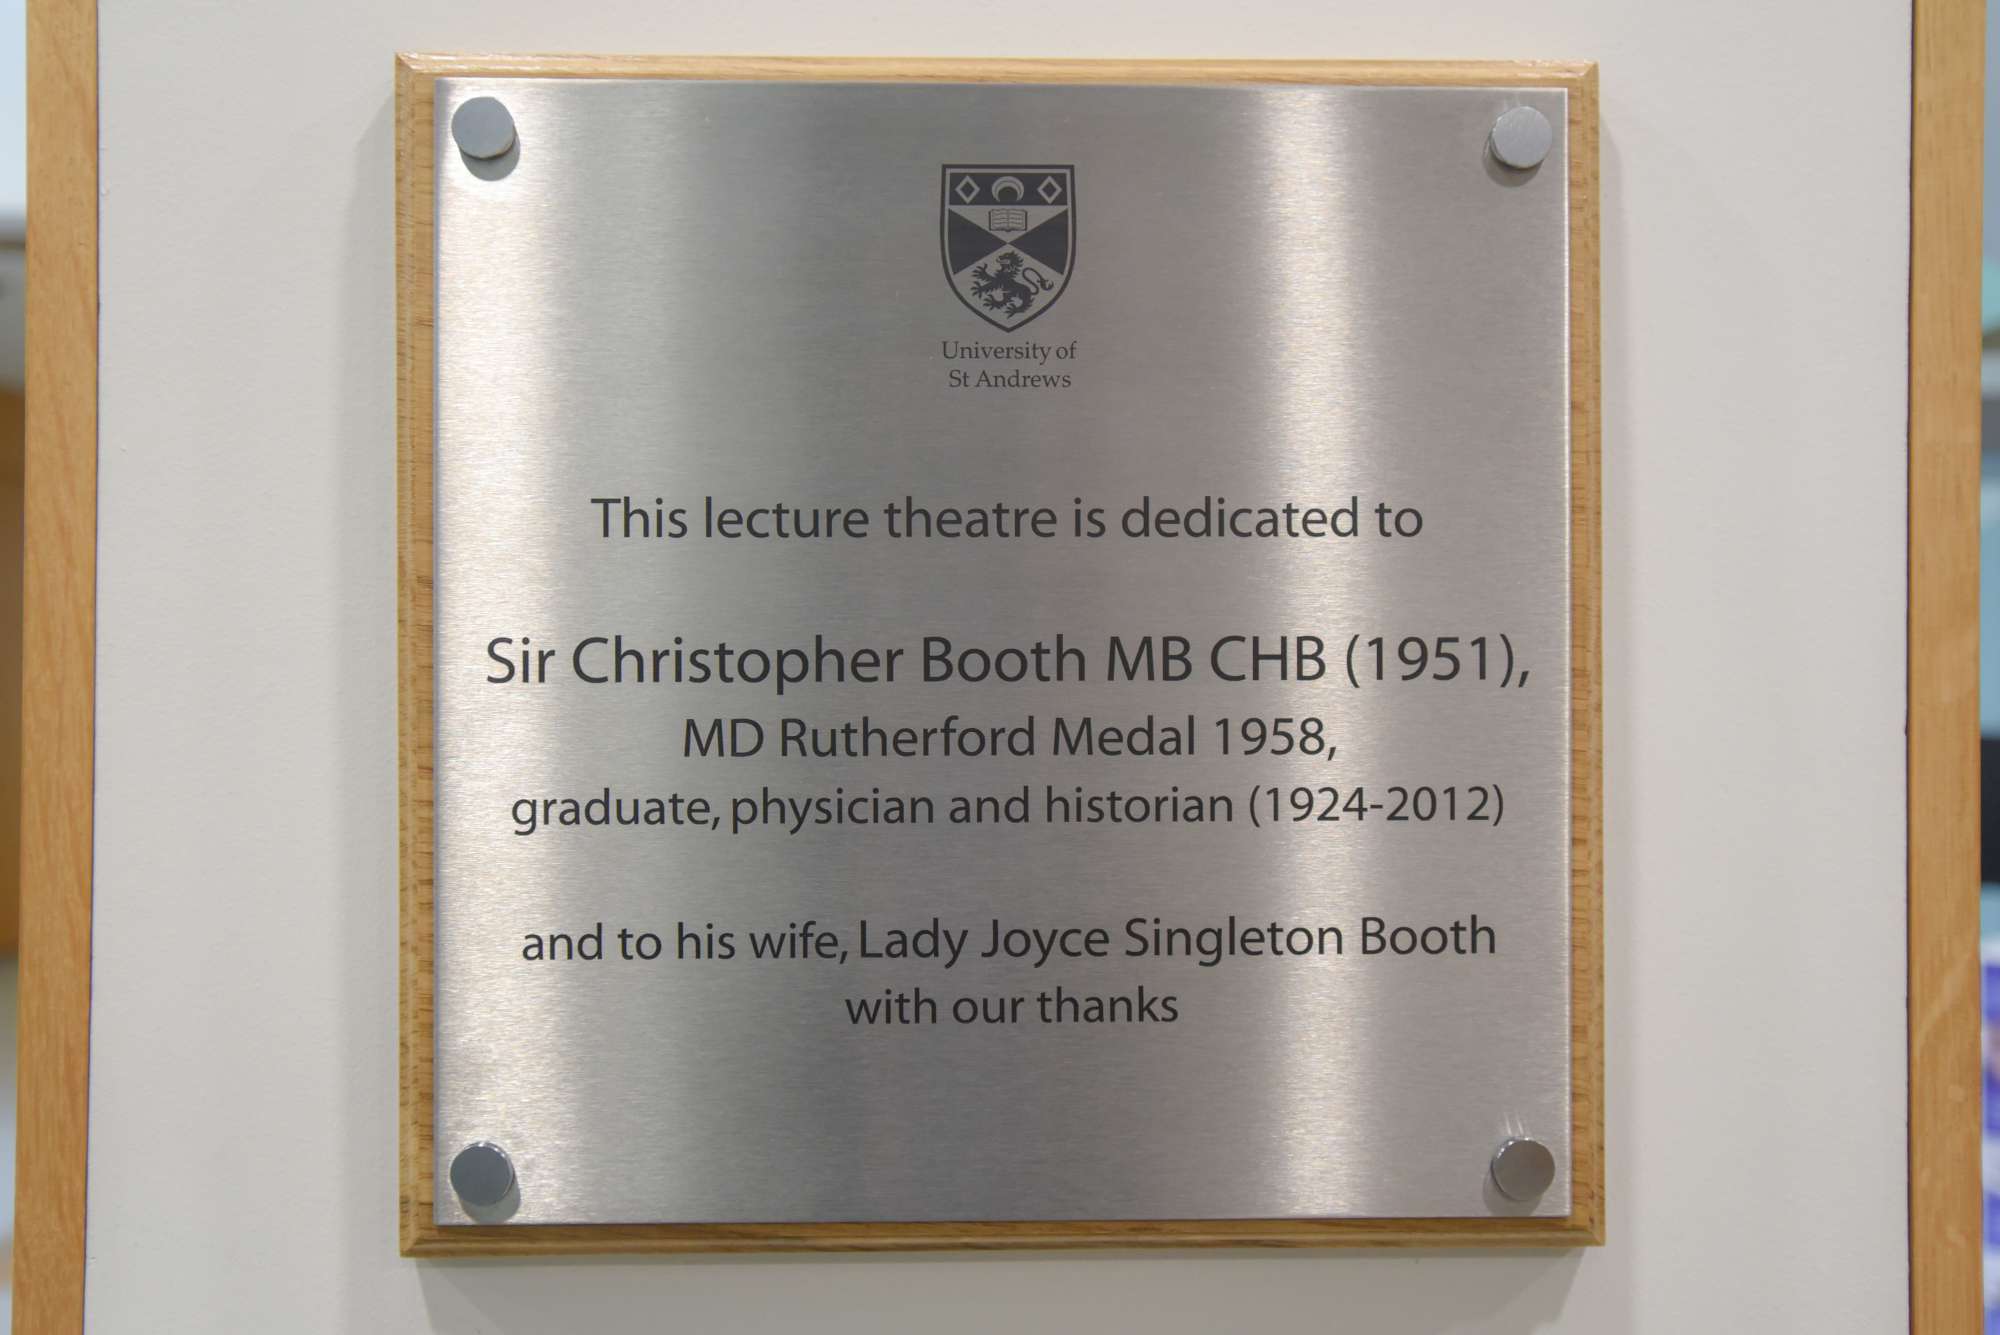 University of
St Andrews
This lecture theatre is dedicated to
Sir Christopher Booth MB CHB (1951),
MD Rutherford Medal 1958,
graduate, physician and historian (1924-2012)
and to his wife, Lady Joyce Singleton Booth
with our thanks